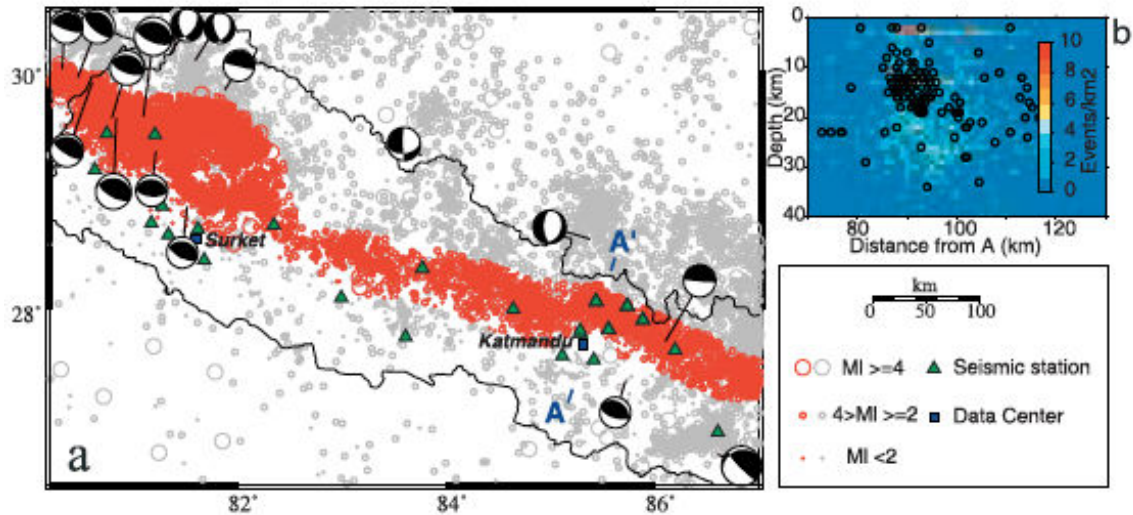 30°
28°
82°
84°
86°
a
Surket
Katmandu
A'
A
b
0
10
20
30
40
Depth (km)
80
100
120
Distance from A (km)
10
8
6
4
2
0
Events/km2
km
0 50 100
Ml >=4
Seismic station
4>Ml >=2
Data Center
Ml <2